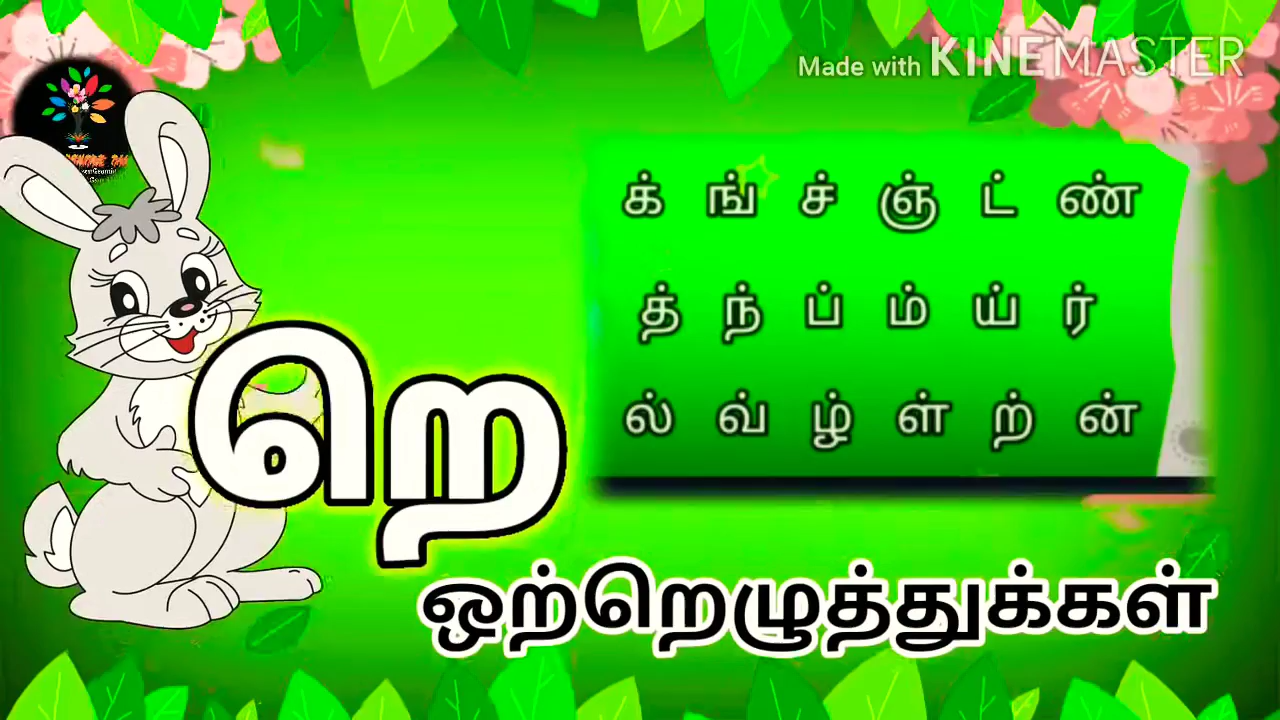 Made with KINEMASTER
க் ங் ச் ஞ் ட் ண்
த் ந் ப் ம் ய் ர்
ல் வ் ழ் ள் ற் ன்
றெ
ஒற்றெழுத்துக்கள்